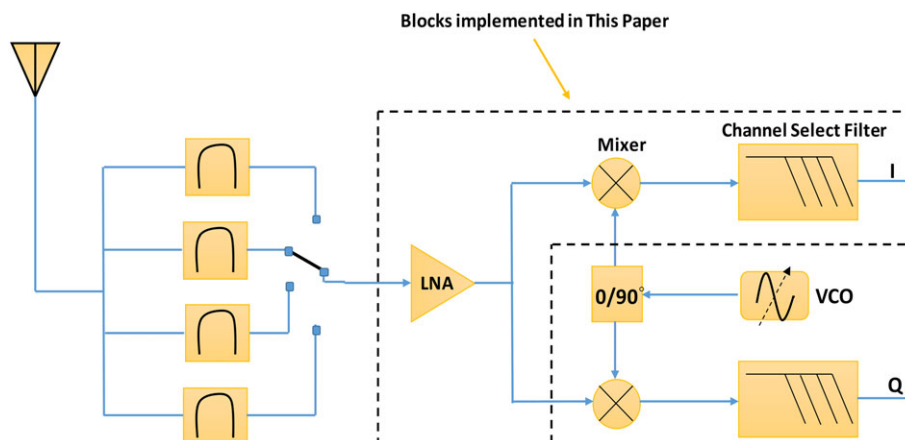 Blocks implemented in This Paper
Mixer
Channel Select Filter
I
LNA
0/90°
VCO
Q